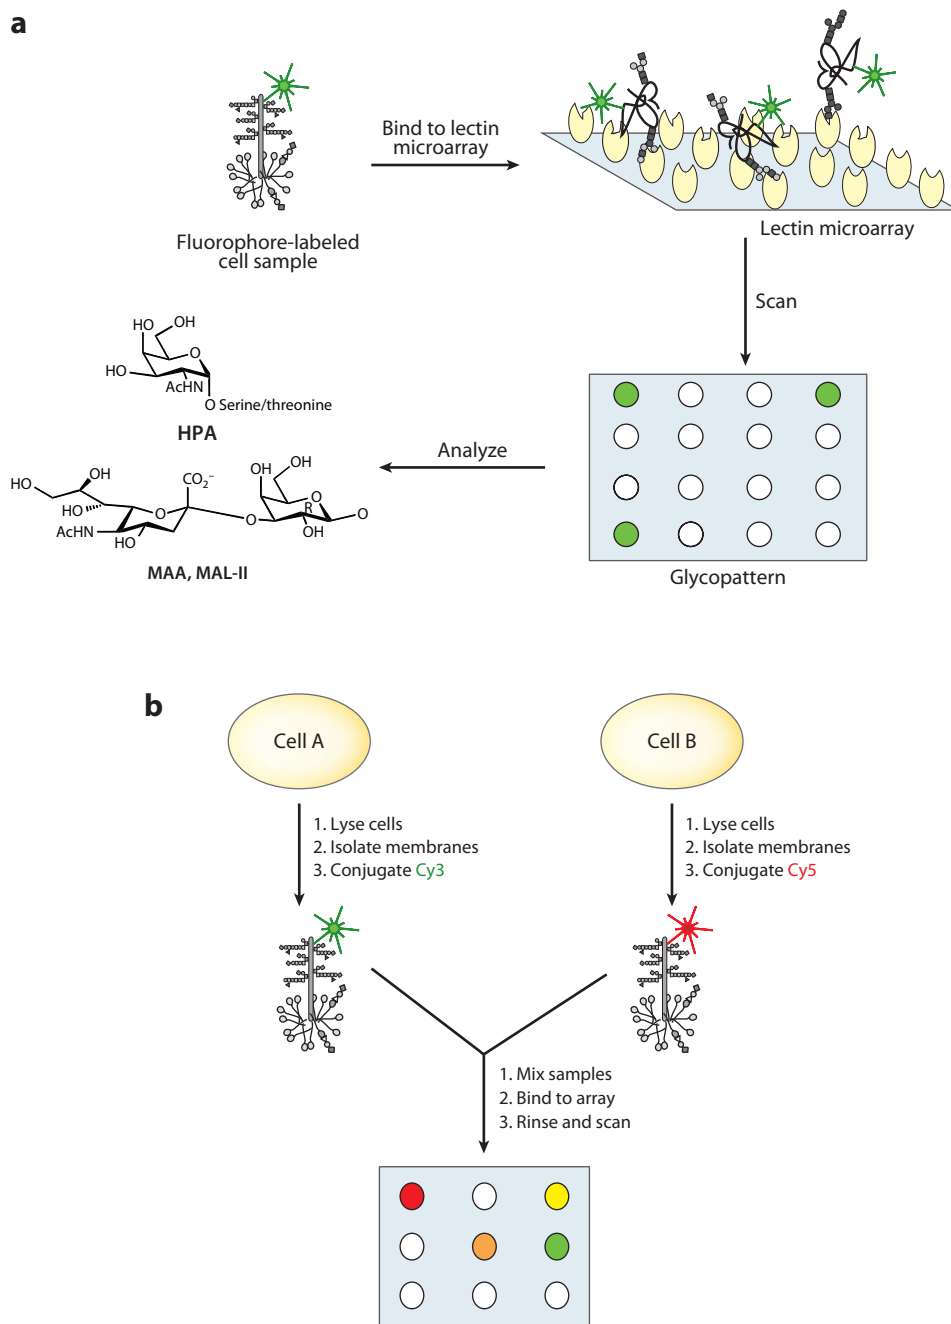 a
Bind to lectin
microarray
Fluorophore-labeled
cell sample
Lectin microarray
Scan
HO
OH
O
HO
AcHN
O Serine/threonine
HPA
Analyze
HO
OH
CO₂⁻
HO
O
AcHN
HO
O
OH
OH
O
R
OH
O
MAA, MAL-II
Glycopattern
b
Cell A
Cell B
1. Lyse cells
2. Isolate membranes
3. Conjugate Cy3
1. Lyse cells
2. Isolate membranes
3. Conjugate Cy5
1. Mix samples
2. Bind to array
3. Rinse and scan